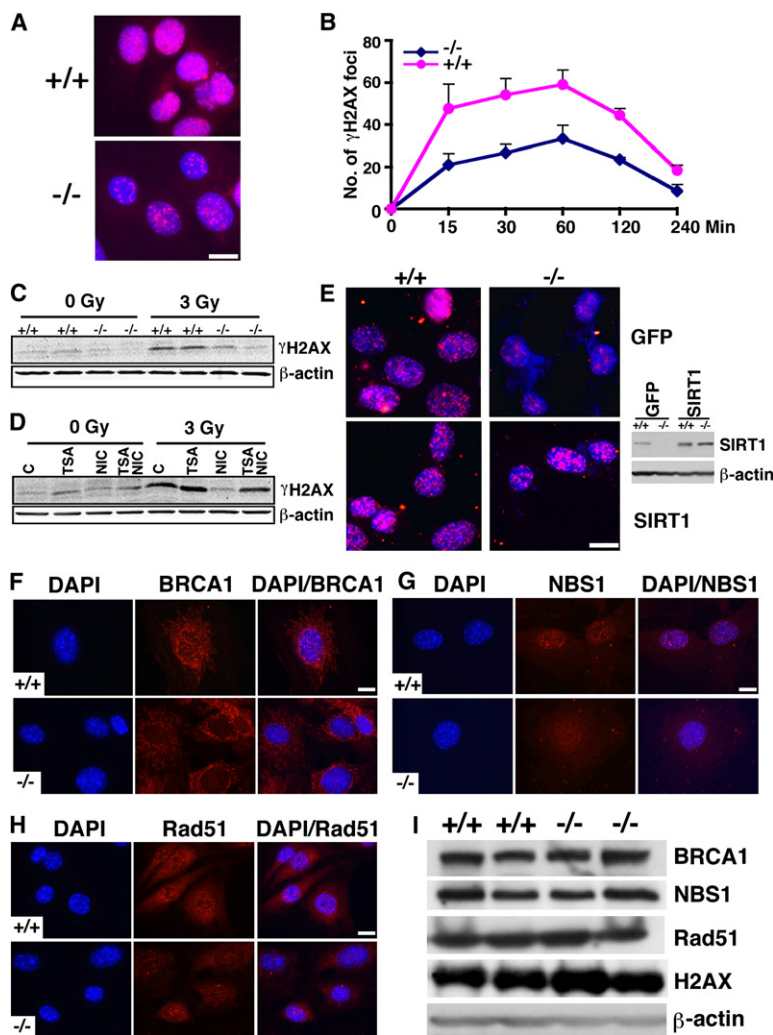 A
+/+
-/-
B
-/-
+/+
No. of γH2AX foci
80
60
40
20
0
0 15 30 60 120 240 Min
C
0 Gy 3 Gy
+/+ +/+ -/- -/- +/+ +/+ -/- -/-
γH2AX
β-actin
D
0 Gy 3 Gy
C TSA NIC TSA NIC C TSA NIC TSA NIC
γH2AX
β-actin
E
+/+ -/-
GFP
SIRT1
GFP SIRT1
+/+ -/- +/+ -/-
SIRT1
β-actin
F
DAPI BRCA1 DAPI/BRCA1
+/+
-/-
G
DAPI NBS1 DAPI/NBS1
+/+
-/-
H
DAPI Rad51 DAPI/Rad51
+/+
-/-
I
+/+ +/+ -/- -/-
BRCA1
NBS1
Rad51
H2AX
β-actin